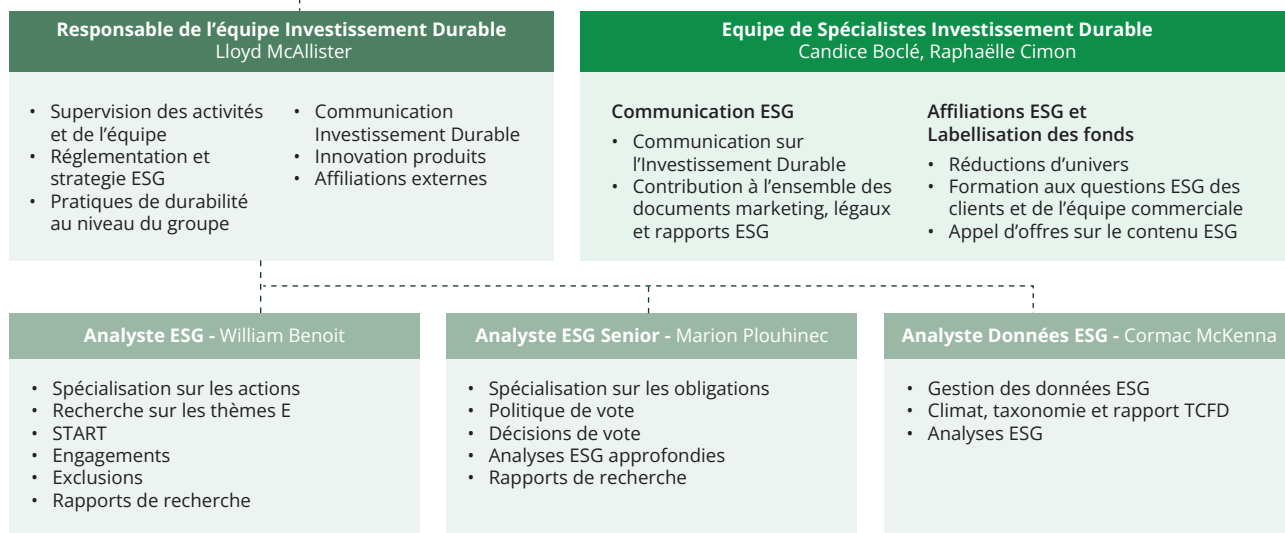 Responsable de l'équipe Investissement Durable
Lloyd McAllister
• Supervision des activités
et de l'équipe
• Réglementation et
strategie ESG
• Pratiques de durabilité
au niveau du groupe
• Communication
Investissement Durable
• Innovation produits
• Affiliations externes
Equipe de Spécialistes Investissement Durable
Candice Boclé, Raphaëlle Cimon
Communication ESG
• Communication sur
l'Investissement Durable
• Contribution à l'ensemble des
documents marketing, légaux
et rapports ESG
Affiliations ESG et
Labellisation des fonds
• Réductions d'univers
• Formation aux questions ESG des
clients et de l'équipe commerciale
• Appel d'offres sur le contenu ESG
Analyste ESG - William Benoit
• Spécialisation sur les actions
• Recherche sur les thèmes E
• START
• Engagements
• Exclusions
• Rapports de recherche
Analyste ESG Senior - Marion Plouhinec
• Spécialisation sur les obligations
• Politique de vote
• Décisions de vote
• Analyses ESG approfondies
• Rapports de recherche
Analyste Données ESG - Cormac McKenna
• Gestion des données ESG
• Climat, taxonomie et rapport TCFD
• Analyses ESG